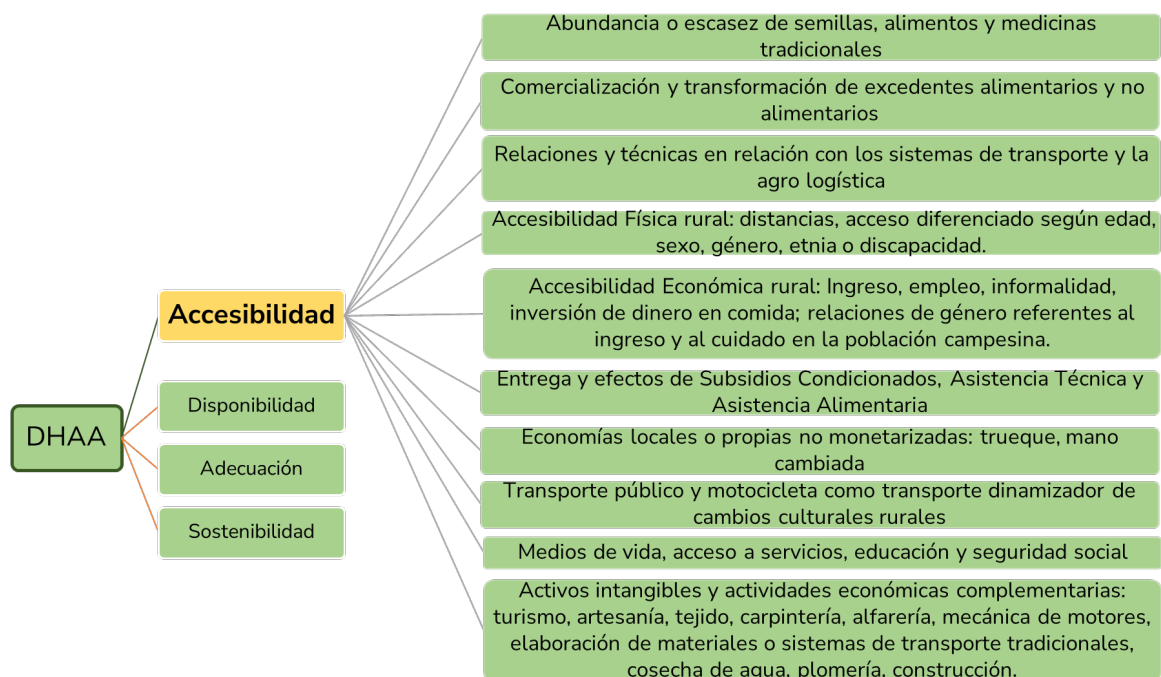 DHAA
Accesibilidad
Disponibilidad
Adecuación
Sostenibilidad
Abundancia o escasez de semillas, alimentos y medicinas
tradicionales
Comercialización y transformación de excedentes alimentarios y no
alimentarios
Relaciones y técnicas en relación con los sistemas de transporte y la
agro logística
Accesibilidad Física rural: distancias, acceso diferenciado según edad,
sexo, género, etnia o discapacidad.
Accesibilidad Económica rural: Ingreso, empleo, informalidad,
inversión de dinero en comida; relaciones de género referentes al
ingreso y al cuidado en la población campesina.
Entrega y efectos de Subsidios Condicionados, Asistencia Técnica y
Asistencia Alimentaria
Economías locales o propias no monetarizadas: trueque, mano
cambiada
Transporte público y motocicleta como transporte dinamizador de
cambios culturales rurales
Medios de vida, acceso a servicios, educación y seguridad social
Activos intangibles y actividades económicas complementarias:
turismo, artesanía, tejido, carpintería, alfarería, mecánica de motores,
elaboración de materiales o sistemas de transporte tradicionales,
cosecha de agua, plomería, construcción.